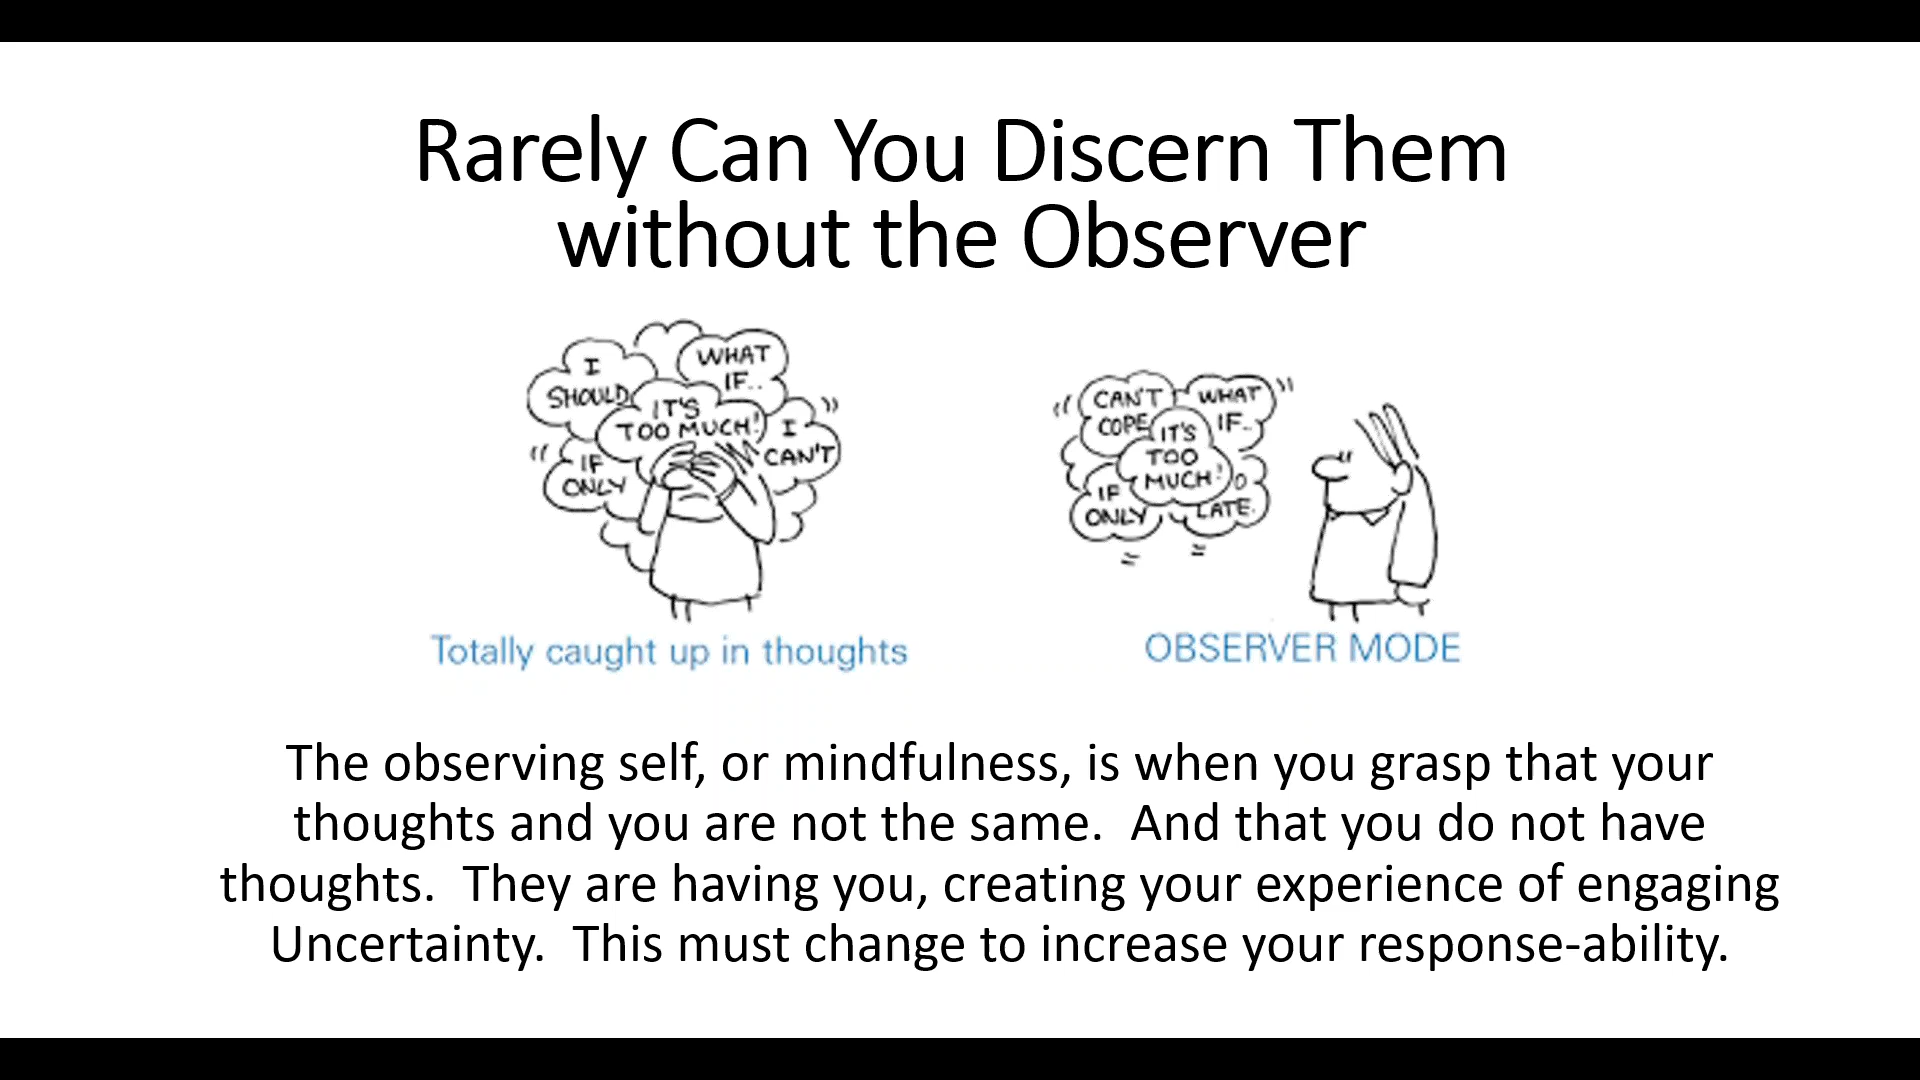 Rarely Can You Discern Them
without the Observer
I
SHOULD
WHAT
IF..
IT'S
TOO MUCH!
I
CAN'T
IF
ONLY
CAN'T
COPE
WHAT
IF..
IT'S
TOO
MUCH!
IF
ONLY
O
LATE.
Totally caught up in thoughts
OBSERVER MODE
The observing self, or mindfulness, is when you grasp that your
thoughts and you are not the same.  And that you do not have
thoughts.  They are having you, creating your experience of engaging
Uncertainty.  This must change to increase your response-ability.